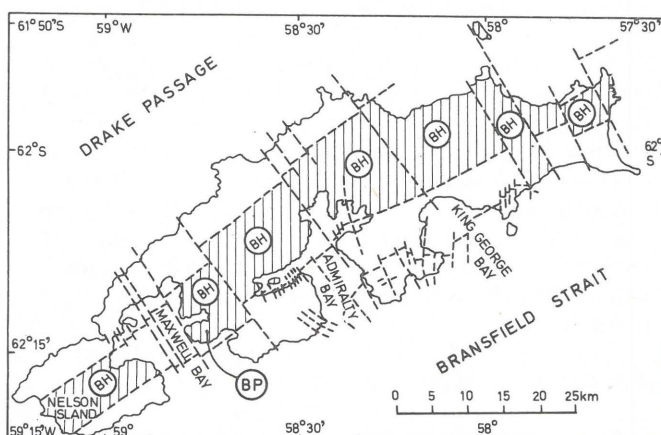 61°50'S
59°W
58°30'
58°
57°30'
DRAKE PASSAGE
BH
BH
BH
62°S
BH
62°
S
BH
KING GEORGE
BAY
BH
ADMIRALTY
BAY
BRANSFIELD STRAIT
MAXWELL
BAY
62°15'
BH
NELSON
ISLAND
BP
0 5 10 15 20 25km
59°15'W
59°
58°30'
58°